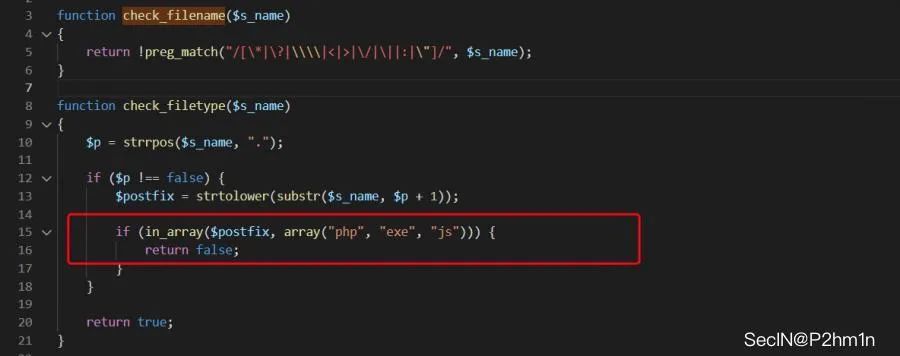 3 function check_filename($s_name)
4 {
5 return !preg_match("/[\*|\?|\\\\|<|>|\/|\||:|\"]/", $s_name);
6 }
7
8 function check_filetype($s_name)
9 {
10 $p = strrpos($s_name, ".");
11
12 if ($p !== false) {
13 $postfix = strtolower(substr($s_name, $p + 1));
14
15 if (in_array($postfix, array("php", "exe", "js"))) {
16 return false;
17 }
18 }
19
20 return true;
21 }
SecIN@P2hm1n